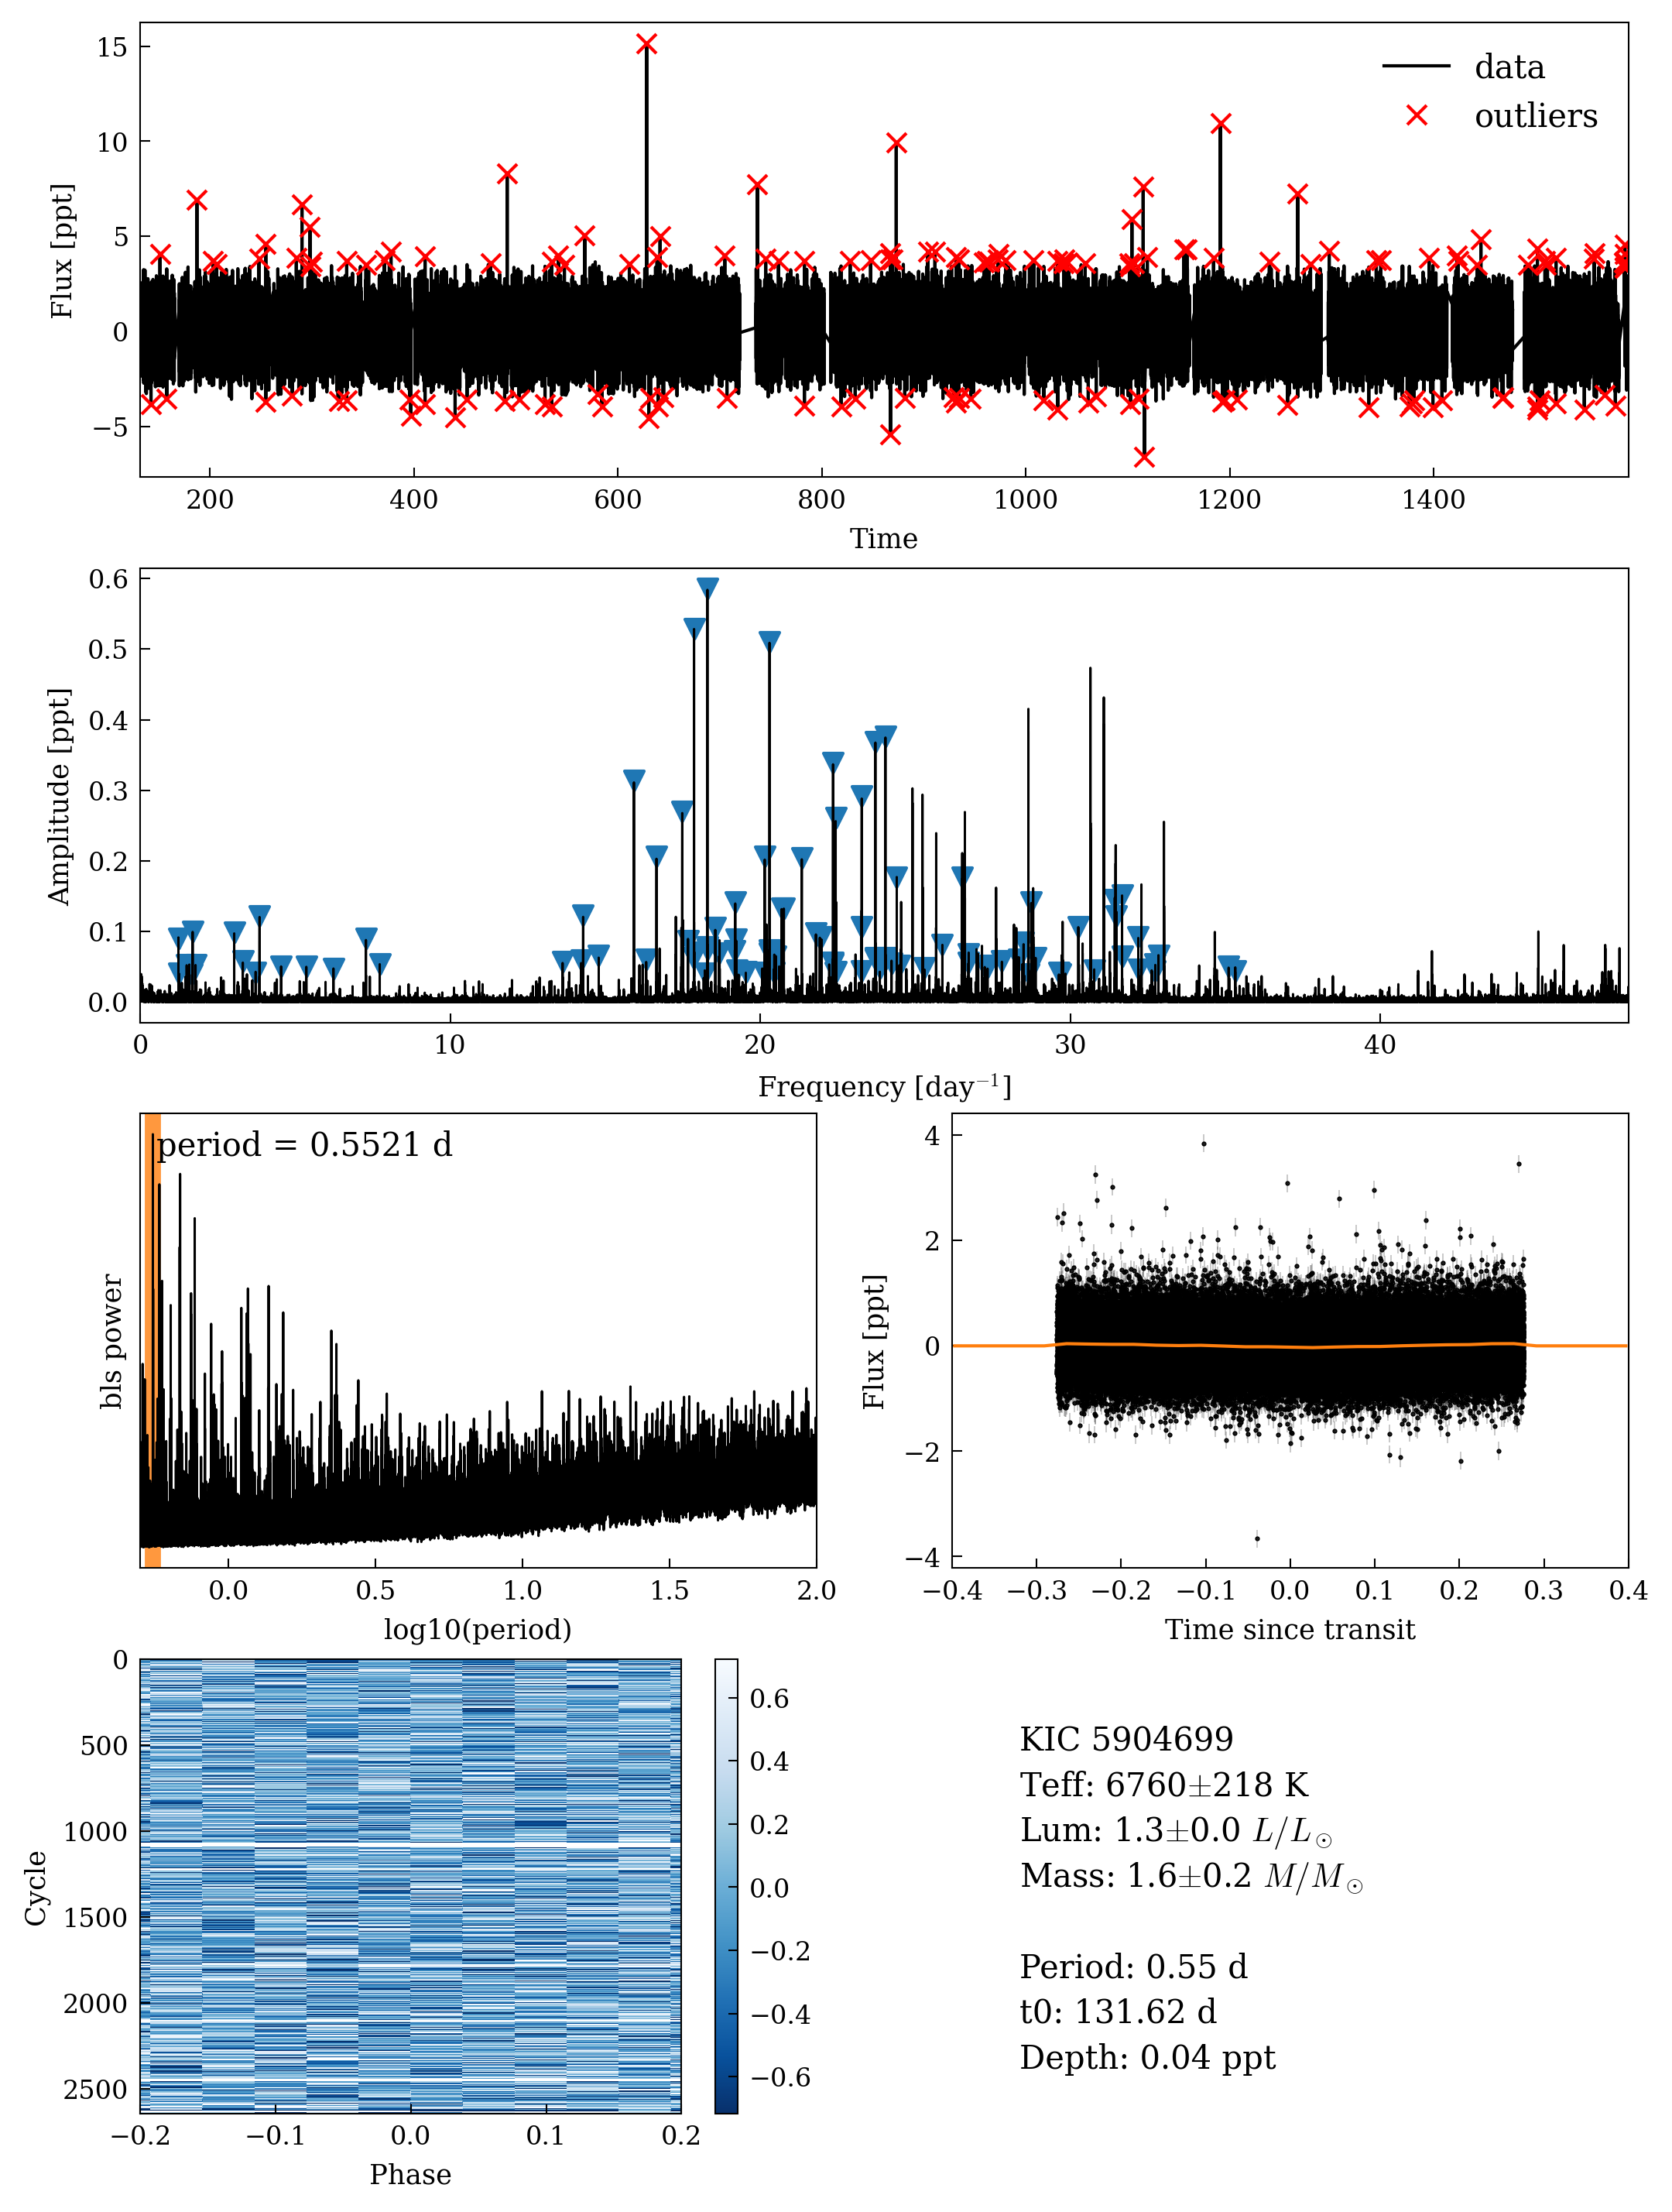 15
10
5
0
−5
Flux [ppt]
data
outliers
200 400 600 800 1000 1200 1400
Time
0.6
0.5
0.4
0.3
0.2
0.1
0.0
Amplitude [ppt]
0 10 20 30 40
Frequency [day⁻¹]
period = 0.5521 d
bls power
0.0 0.5 1.0 1.5 2.0
log10(period)
4
2
0
−2
−4
Flux [ppt]
−0.4 −0.3 −0.2 −0.1 0.0 0.1 0.2 0.3 0.4
Time since transit
0
500
1000
1500
2000
2500
Cycle
−0.2 −0.1 0.0 0.1 0.2
Phase
0.6
0.4
0.2
0.0
−0.2
−0.4
−0.6
KIC 5904699
Teff: 6760±218 K
Lum: 1.3±0.0 L/L⊙
Mass: 1.6±0.2 M/M⊙
Period: 0.55 d
t0: 131.62 d
Depth: 0.04 ppt